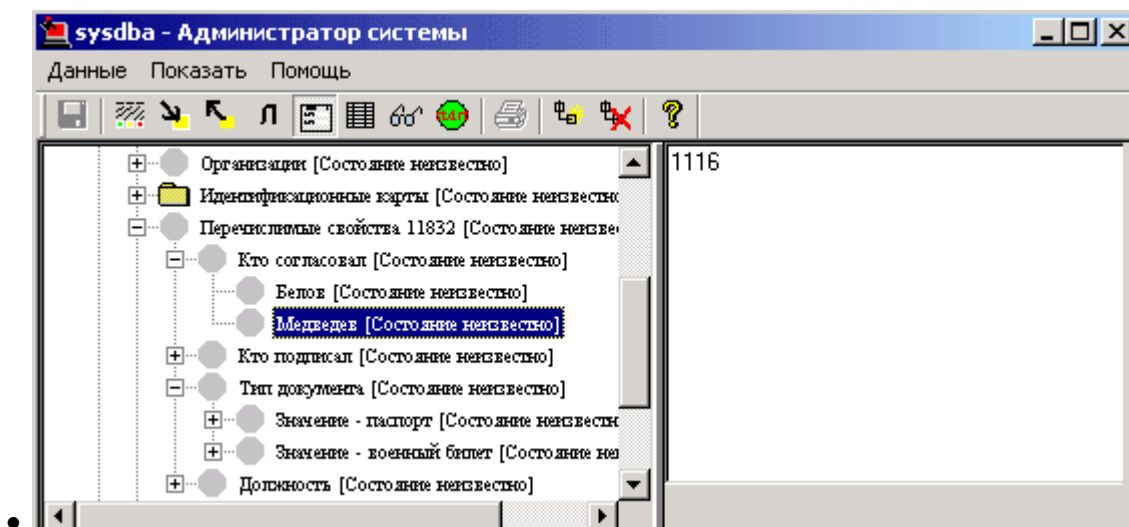 sysdba - Администратор системы
Данные Показать Помощь
Л
Организации [Состояние неизвестно]
1116
Идентификационные карты [Состояние неизвестно
Перечислимые свойства 11832 [Состояние неизве
Кто согласовал [Состояние неизвестно]
Белов [Состояние неизвестно]
Медведев [Состояние неизвестно]
Кто подписал [Состояние неизвестно]
Тип документа [Состояние неизвестно]
Значение - паспорт [Состояние неизвестн
Значение - военный билет [Состояние неи
Должность [Состояние неизвестно]